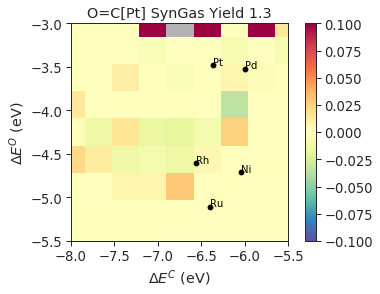 O=C[Pt] SynGas Yield 1.3
−3.0
−3.5
−4.0
−4.5
−5.0
−5.5
ΔE^O (eV)
Pt
Pd
Rh
Ni
Ru
−8.0 −7.5 −7.0 −6.5 −6.0 −5.5
ΔE^C (eV)
0.100
0.075
0.050
0.025
0.000
−0.025
−0.050
−0.075
−0.100